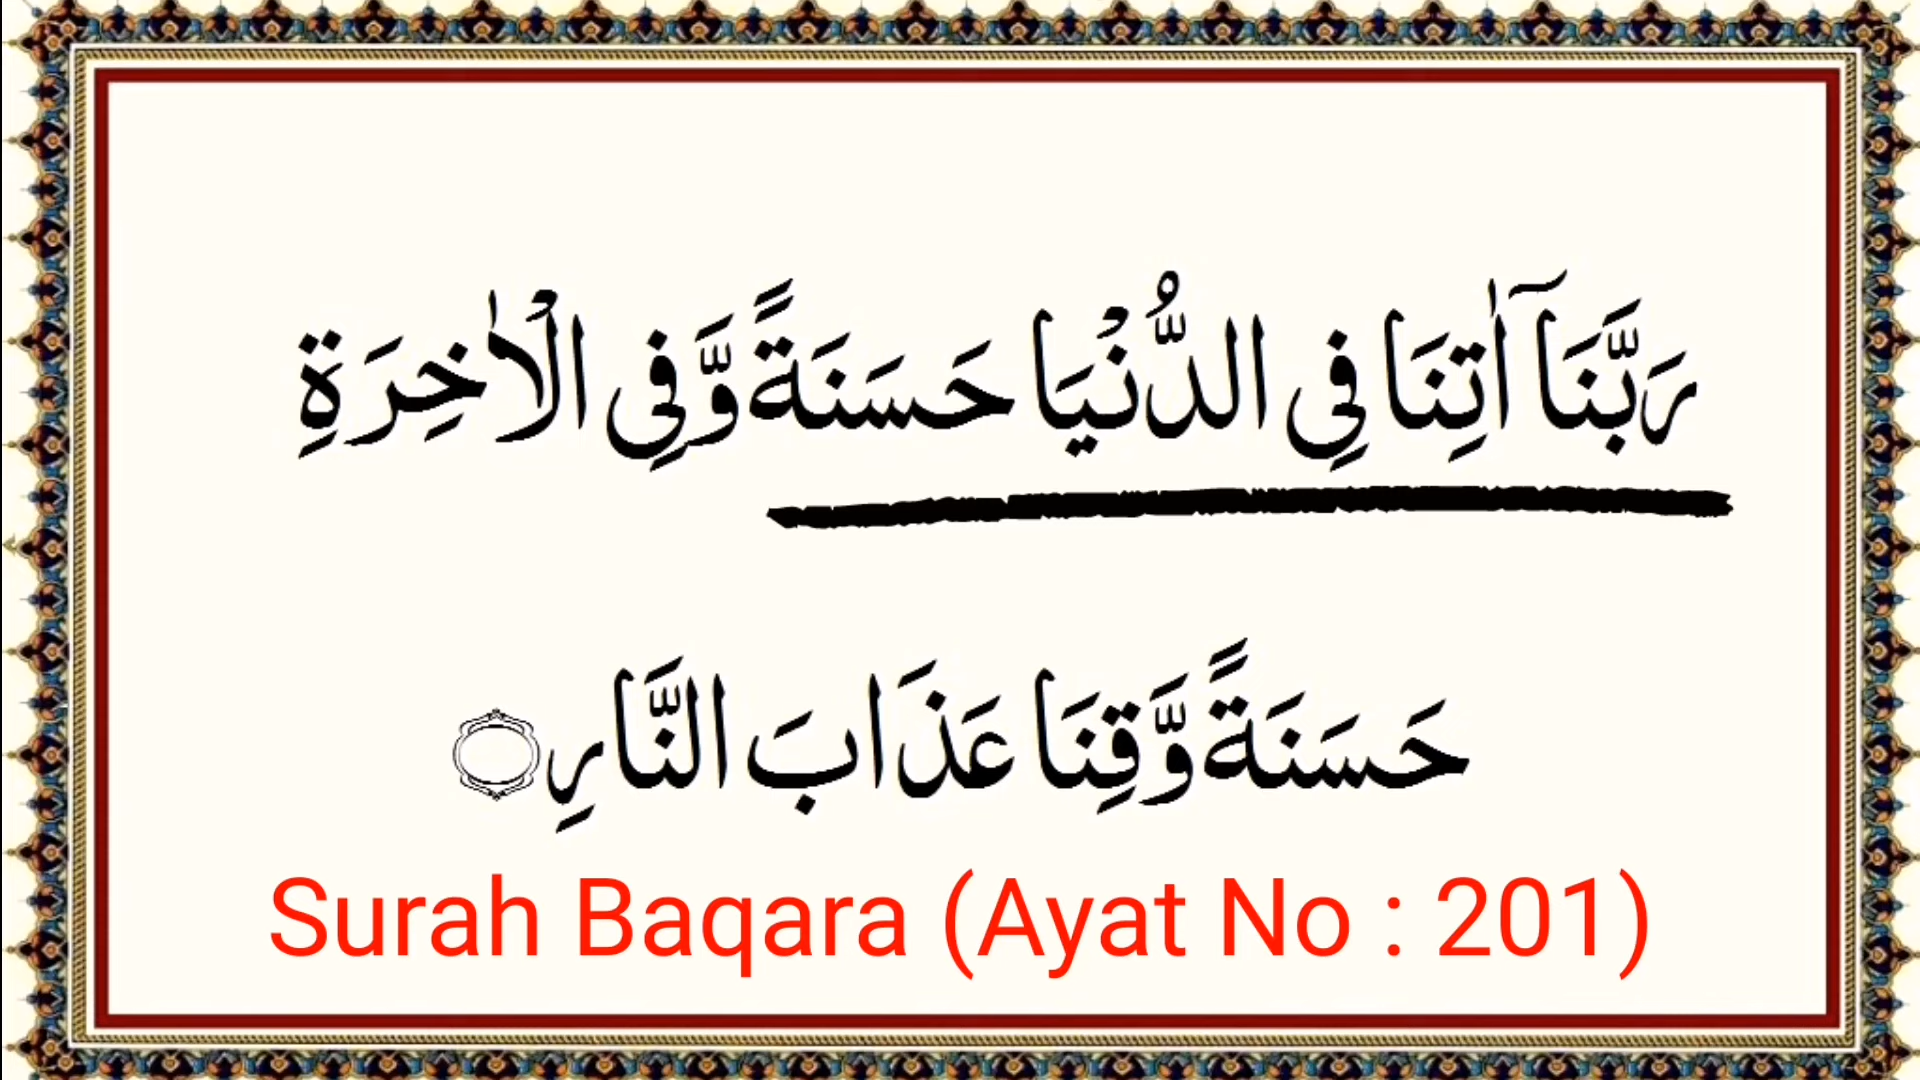 رَبَّنَآ اٰتِنَا فِي الدُّنْيَا حَسَنَةً وَّفِي الْاٰخِرَةِ
حَسَنَةً وَّقِنَا عَذَابَ النَّارِ
Surah Baqara (Ayat No : 201)